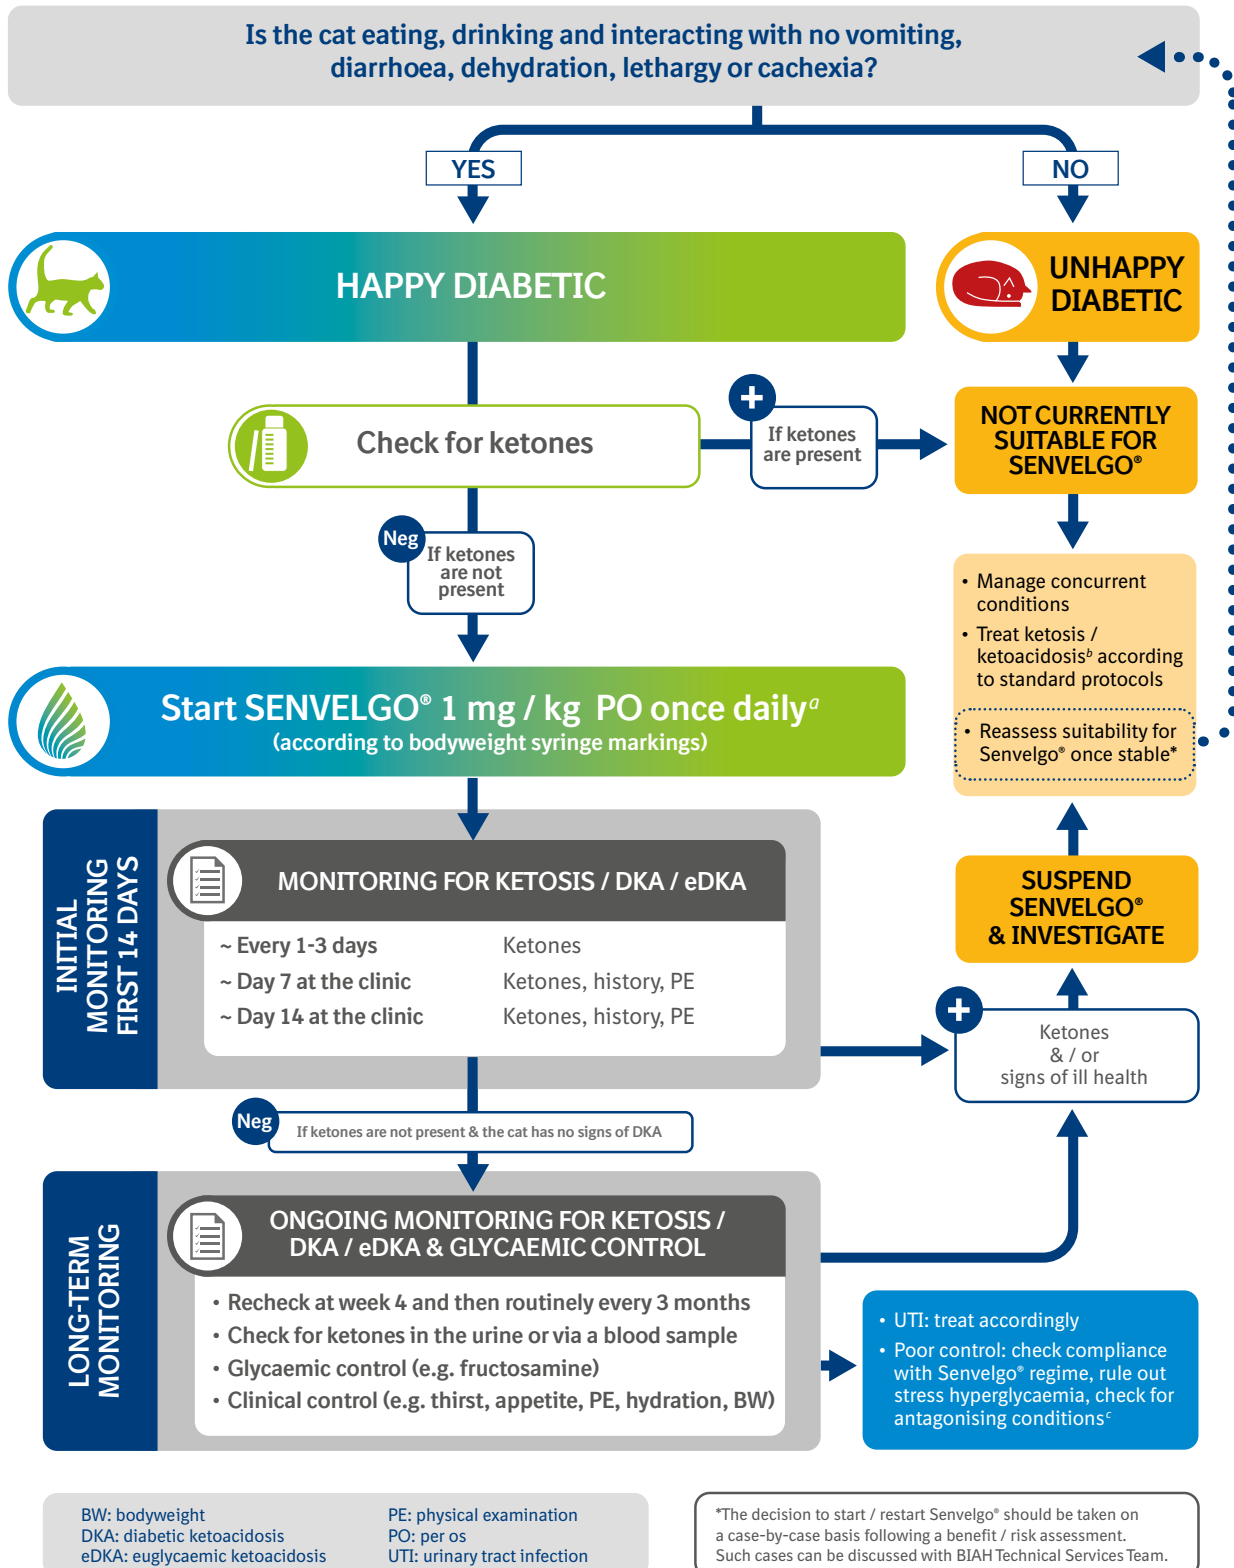 Is the cat eating, drinking and interacting with no vomiting,
diarrhoea, dehydration, lethargy or cachexia?
YES
NO
HAPPY DIABETIC
UNHAPPY
DIABETIC
Check for ketones
+
If ketones
are present
NOT CURRENTLY
SUITABLE FOR
SENVELGO®
Neg
If ketones
are not
present
• Manage concurrent
conditions
• Treat ketosis /
ketoacidosisᵇ according
to standard protocols
• Reassess suitability for
Senvelgo® once stable*
Start SENVELGO® 1 mg / kg PO once dailyᵃ
(according to bodyweight syringe markings)
INITIAL
MONITORING
FIRST 14 DAYS
MONITORING FOR KETOSIS / DKA / eDKA
~ Every 1-3 days Ketones
~ Day 7 at the clinic Ketones, history, PE
~ Day 14 at the clinic Ketones, history, PE
SUSPEND
SENVELGO®
& INVESTIGATE
+
Ketones
& / or
signs of ill health
Neg
If ketones are not present & the cat has no signs of DKA
LONG-TERM
MONITORING
ONGOING MONITORING FOR KETOSIS /
DKA / eDKA & GLYCAEMIC CONTROL
• Recheck at week 4 and then routinely every 3 months
• Check for ketones in the urine or via a blood sample
• Glycaemic control (e.g. fructosamine)
• Clinical control (e.g. thirst, appetite, PE, hydration, BW)
• UTI: treat accordingly
• Poor control: check compliance
with Senvelgo® regime, rule out
stress hyperglycaemia, check for
antagonising conditionsᶜ
BW: bodyweight
DKA: diabetic ketoacidosis
eDKA: euglycaemic ketoacidosis
PE: physical examination
PO: per os
UTI: urinary tract infection
*The decision to start / restart Senvelgo® should be taken on
a case-by-case basis following a benefit / risk assessment.
Such cases can be discussed with BIAH Technical Services Team.